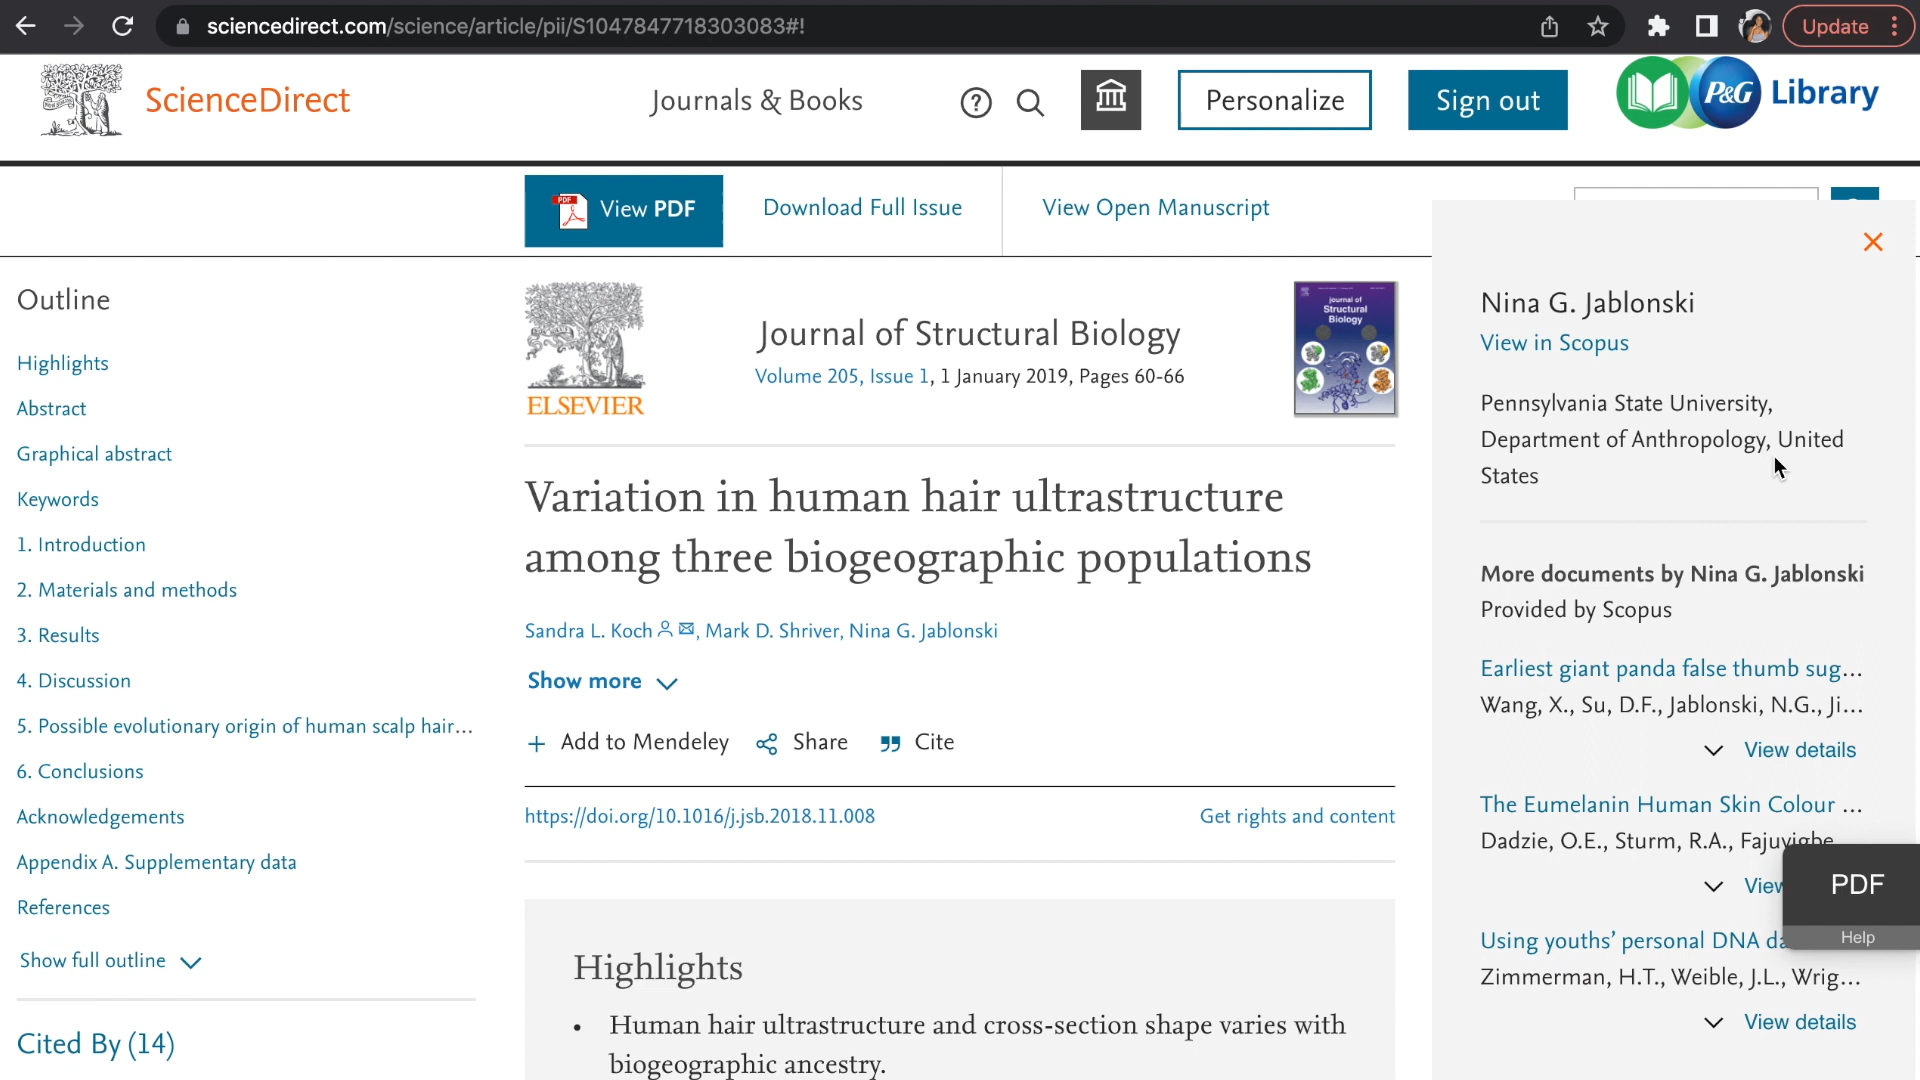 sciencedirect.com/science/article/pii/S1047847718303083#!
Update
ScienceDirect
Journals & Books
Personalize
Sign out
P&G Library
PDF
View PDF
Download Full Issue
View Open Manuscript
Outline
Highlights
Abstract
Graphical abstract
Keywords
1. Introduction
2. Materials and methods
3. Results
4. Discussion
5. Possible evolutionary origin of human scalp hair...
6. Conclusions
Acknowledgements
Appendix A. Supplementary data
References
Show full outline
Cited By (14)
ELSEVIER
Journal of Structural Biology
Volume 205, Issue 1, 1 January 2019, Pages 60-66
journal of
Structural
Biology
Variation in human hair ultrastructure
among three biogeographic populations
Sandra L. Koch, Mark D. Shriver, Nina G. Jablonski
Show more
Add to Mendeley
Share
Cite
https://doi.org/10.1016/j.jsb.2018.11.008
Get rights and content
Highlights
• Human hair ultrastructure and cross-section shape varies with
biogeographic ancestry.
Nina G. Jablonski
View in Scopus
Pennsylvania State University,
Department of Anthropology, United
States
More documents by Nina G. Jablonski
Provided by Scopus
Earliest giant panda false thumb sug...
Wang, X., Su, D.F., Jablonski, N.G., Ji...
View details
The Eumelanin Human Skin Colour ...
Dadzie, O.E., Sturm, R.A., Fajuyigbe
View
Using youths' personal DNA da
Zimmerman, H.T., Weible, J.L., Wrig...
View details
PDF
Help